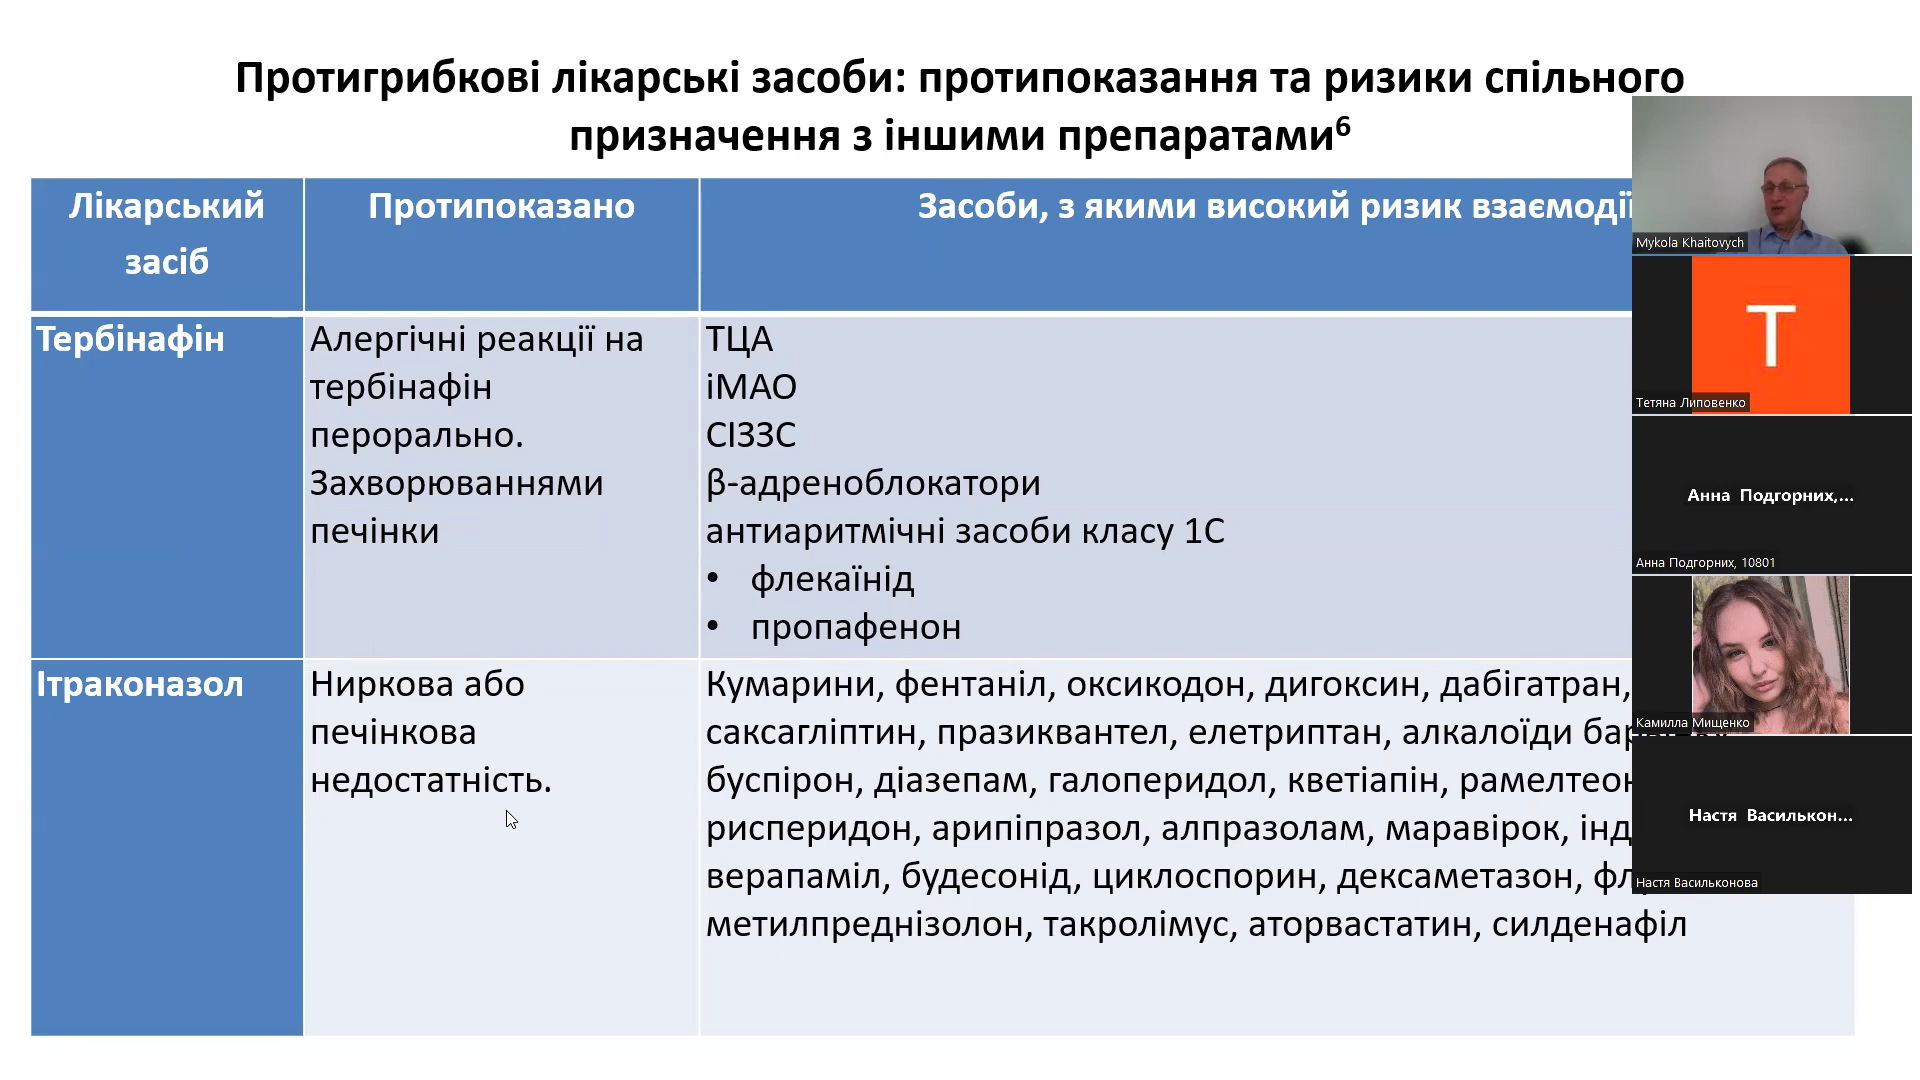 Протигрибкові лікарські засоби: протипоказання та ризики спільного
призначення з іншими препаратами⁶
Лікарський
засіб
Протипоказано
Засоби, з якими високий ризик взаємодії
Тербінафін
Алергічні реакції на
тербінафін
перорально.
Захворюваннями
печінки
ТЦА
іМАО
СІЗЗС
β-адреноблокатори
антиаритмічні засоби класу 1С
• флекаїнід
• пропафенон
Ітраконазол
Ниркова або
печінкова
недостатність.
Кумарини, фентаніл, оксикодон, дигоксин, дабігатран,
саксагліптин, празиквантел, елетриптан, алкалоїди
буспірон, діазепам, галоперидол, кветіапін, рамелтеон
рисперидон, арипіпразол, алпразолам, маравірок,
верапаміл, будесонід, циклоспорин, дексаметазон,
метилпреднізолон, такролімус, аторвастатин, силденафіл
Mykola Khaitovych
T
Тетяна Липовенко
Анна Подгорних,...
Анна Подгорних, 10801
Камилла Мищенко
Настя Васількон...
Настя Васільконова